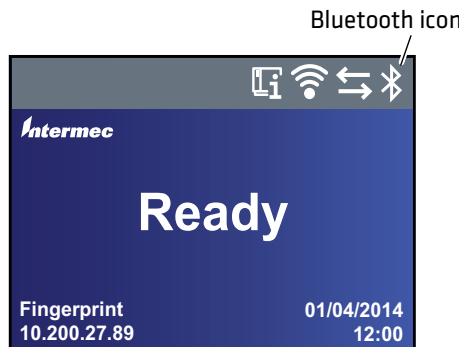 Bluetooth icon
Intermec
Ready
Fingerprint 01/04/2014
10.200.27.89 12:00